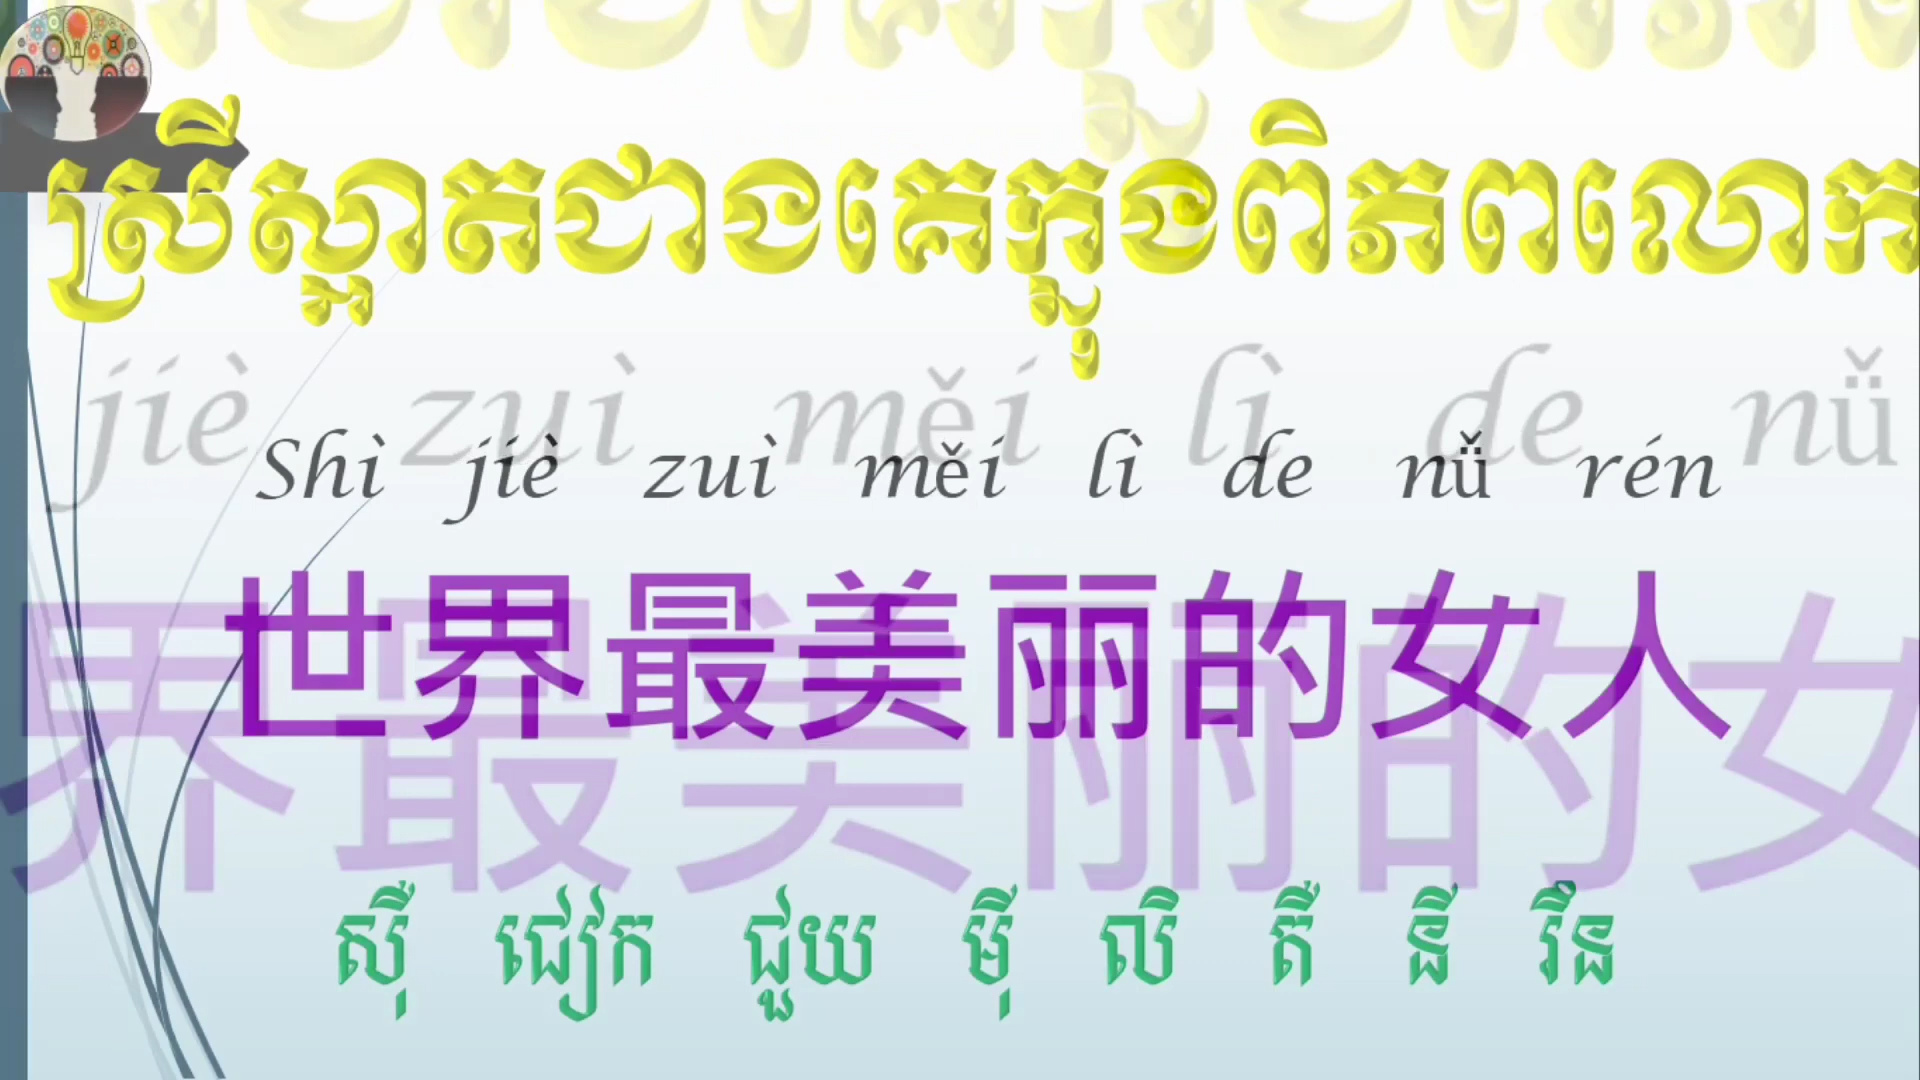 ស្រីស្អាតជាងគេក្នុងពិភពលោក
Shì jiè zuì měi lì de nǚ rén
世界最美丽的女人
ស៊ឺ ជៀក ជួយ ម៉ី លិ តឺ នី រឺន